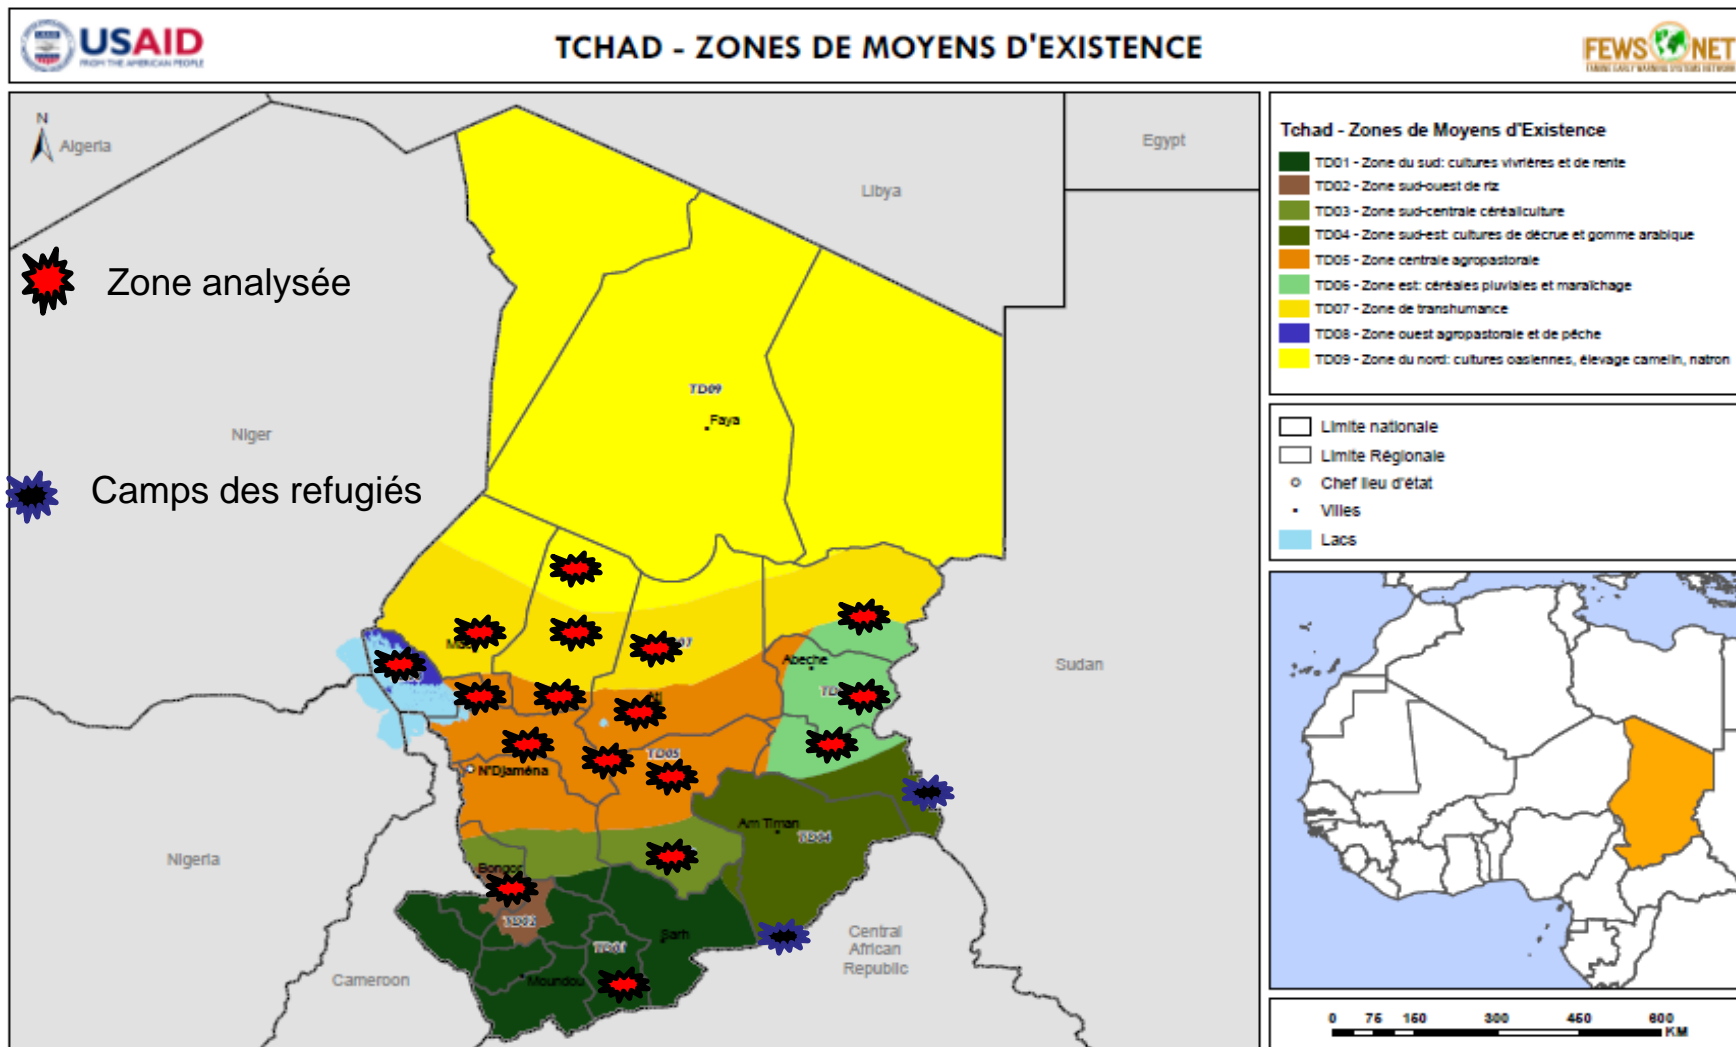 USAID
FROM THE AMERICAN PEOPLE
TCHAD - ZONES DE MOYENS D'EXISTENCE
FEWS NET
FAMINE EARLY WARNING SYSTEMS NETWORK
N
Algeria
Egypt
Libya
Zone analysée
TD09
Faya
Niger
Camps des refugiés
Abeche
Sudan
TD05
N'Djaména
Am Timan
TD04
Nigeria
Bongor
TD02
Sarh
TD01
Central
African
Republic
Cameroon
Moundou
Tchad - Zones de Moyens d'Existence
TD01 - Zone du sud: cultures vivrières et de rente
TD02 - Zone sud-ouest de riz
TD03 - Zone sud-centrale céréaliculture
TD04 - Zone sud-est: cultures de décrue et gomme arabique
TD05 - Zone centrale agropastorale
TD06 - Zone est: céréales pluviales et maraîchage
TD07 - Zone de transhumance
TD08 - Zone ouest agropastorale et de pêche
TD09 - Zone du nord: cultures oasiennes, élevage camelin, natron
Limite nationale
Limite Régionale
Chef lieu d'état
Villes
Lacs
0 75 150 300 450 600
KM